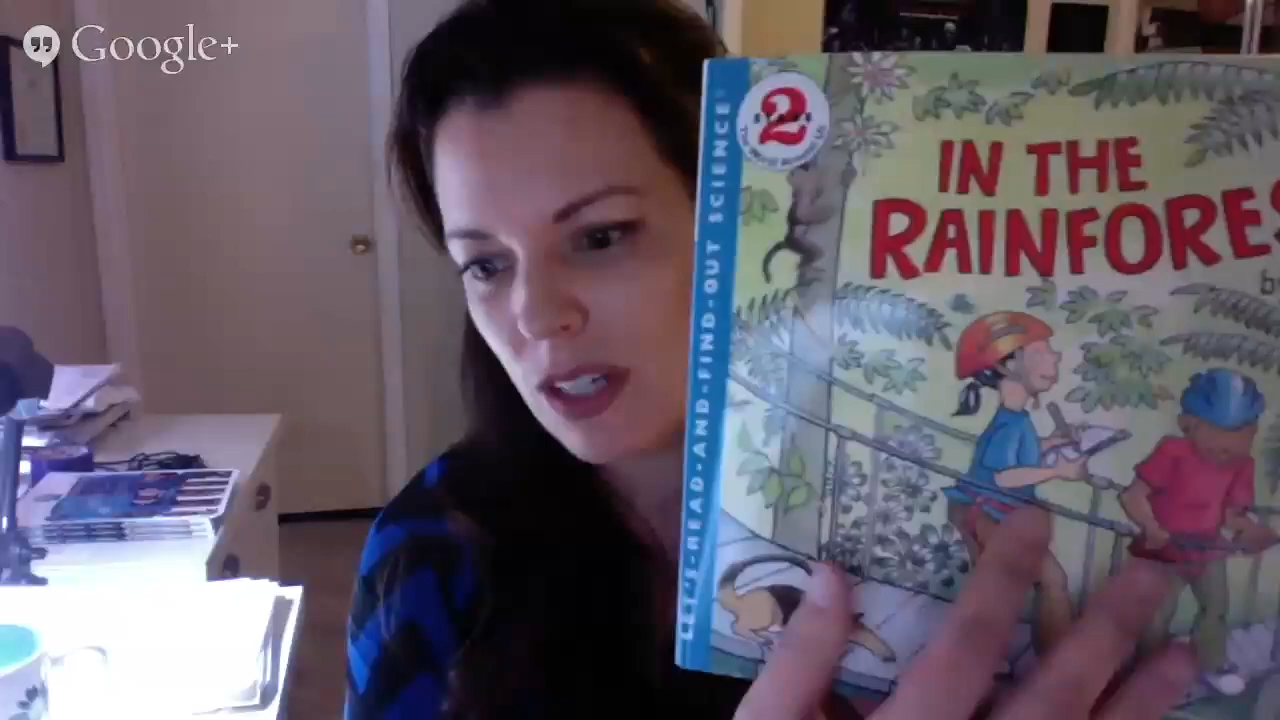 Google+
2
IN THE
RAINFORES
b
LET'S-READ-AND-FIND-OUT SCIENCE